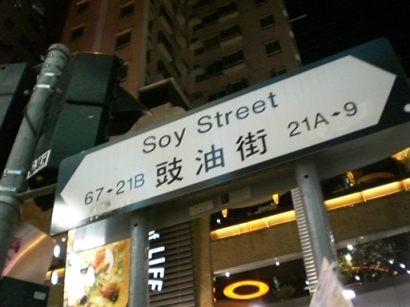 Soy Street
67-21B 豉油街 21A-9
LIFE